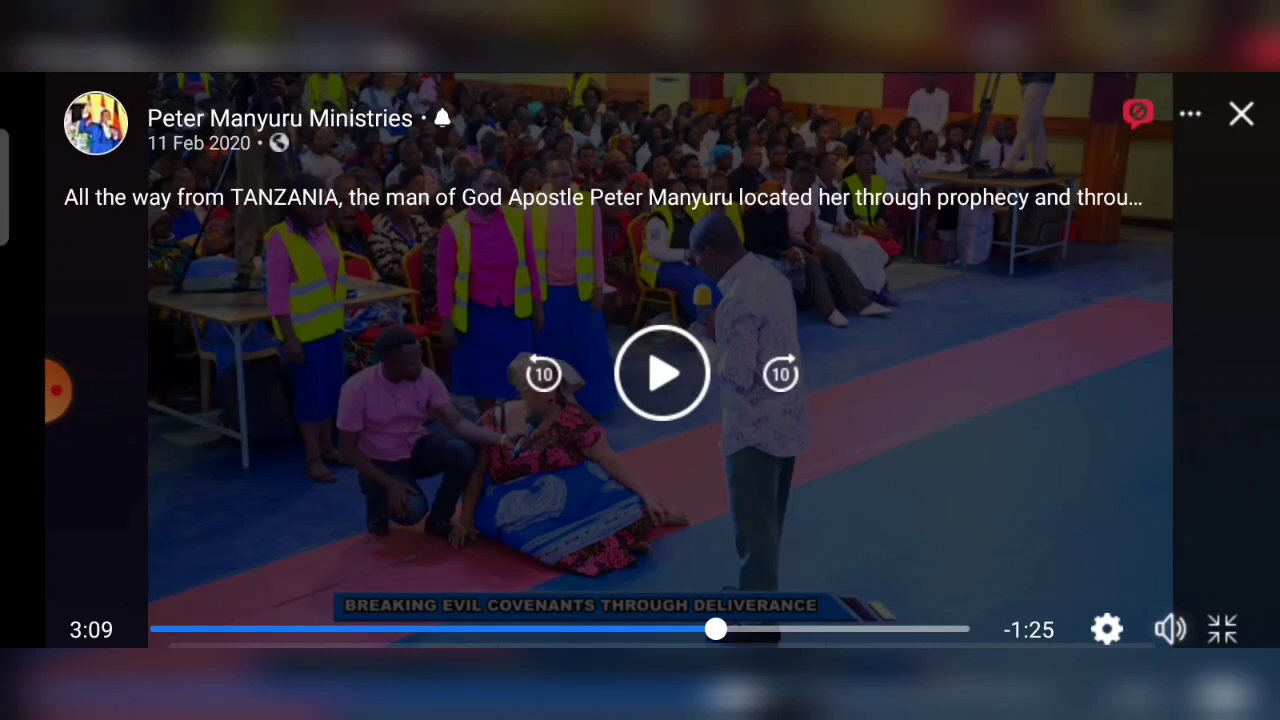 Peter Manyuru Ministries ·
11 Feb 2020 ·
All the way from TANZANIA, the man of God Apostle Peter Manyuru located her through prophecy and throu...
10
10
BREAKING EVIL COVENANTS THROUGH DELIVERANCE
3:09
-1:25